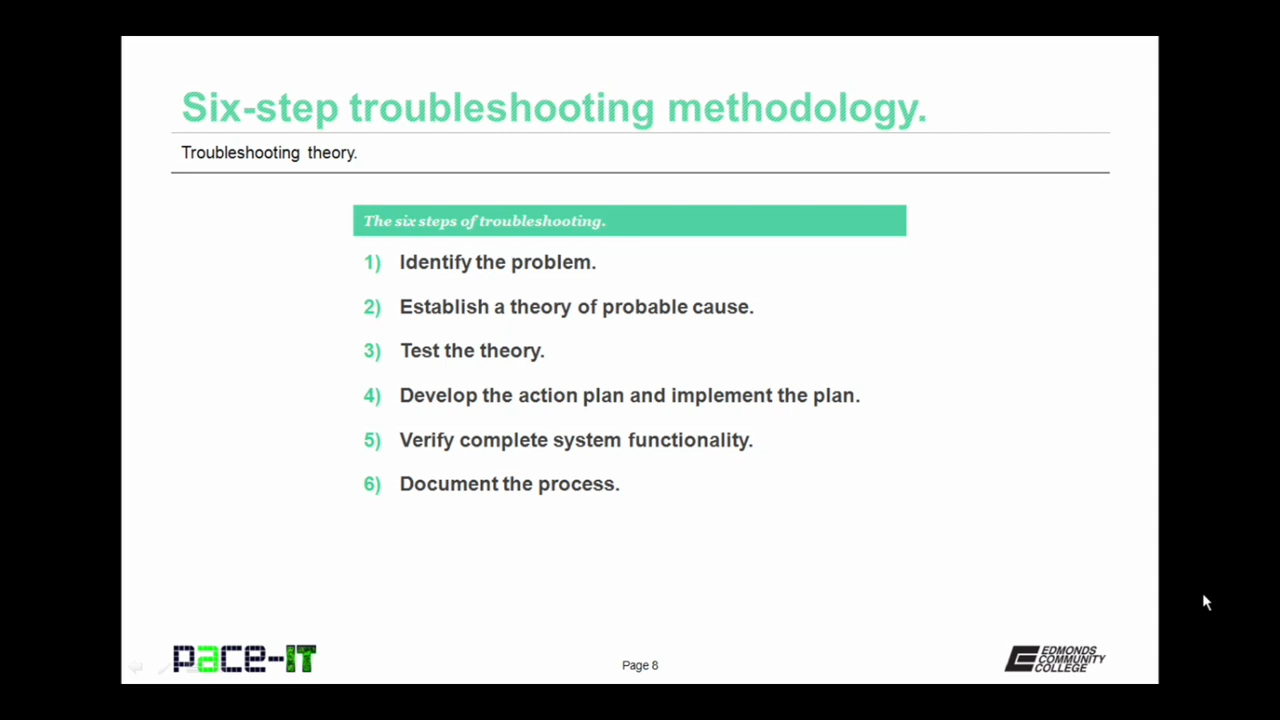 Six-step troubleshooting methodology.
Troubleshooting theory.
The six steps of troubleshooting.
1) Identify the problem.
2) Establish a theory of probable cause.
3) Test the theory.
4) Develop the action plan and implement the plan.
5) Verify complete system functionality.
6) Document the process.
pace-IT
Page 8
EDMONDS
COMMUNITY
COLLEGE